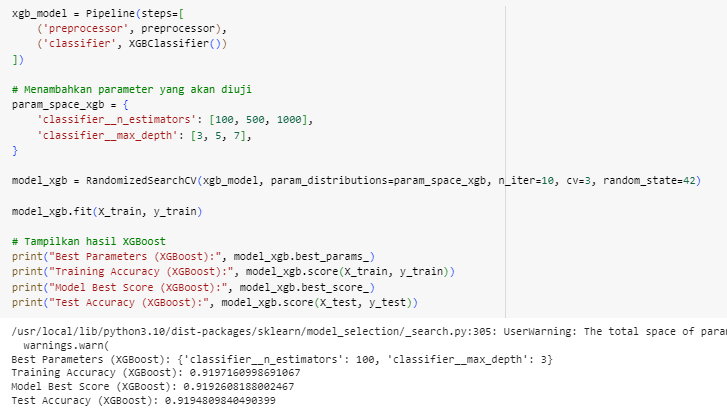 xgb_model = Pipeline(steps=[
    ('preprocessor', preprocessor),
    ('classifier', XGBClassifier())
])
# Menambahkan parameter yang akan diuji
param_space_xgb = {
    'classifier__n_estimators': [100, 500, 1000],
    'classifier__max_depth': [3, 5, 7],
}
model_xgb = RandomizedSearchCV(xgb_model, param_distributions=param_space_xgb, n_iter=10, cv=3, random_state=42)
model_xgb.fit(X_train, y_train)
# Tampilkan hasil XGBoost
print("Best Parameters (XGBoost):", model_xgb.best_params_)
print("Training Accuracy (XGBoost):", model_xgb.score(X_train, y_train))
print("Model Best Score (XGBoost):", model_xgb.best_score_)
print("Test Accuracy (XGBoost):", model_xgb.score(X_test, y_test))
/usr/local/lib/python3.10/dist-packages/sklearn/model_selection/_search.py:305: UserWarning: The total space of para
  warnings.warn(
Best Parameters (XGBoost): {'classifier__n_estimators': 100, 'classifier__max_depth': 3}
Training Accuracy (XGBoost): 0.9197160998691067
Model Best Score (XGBoost): 0.9192608188002467
Test Accuracy (XGBoost): 0.9194809840490399